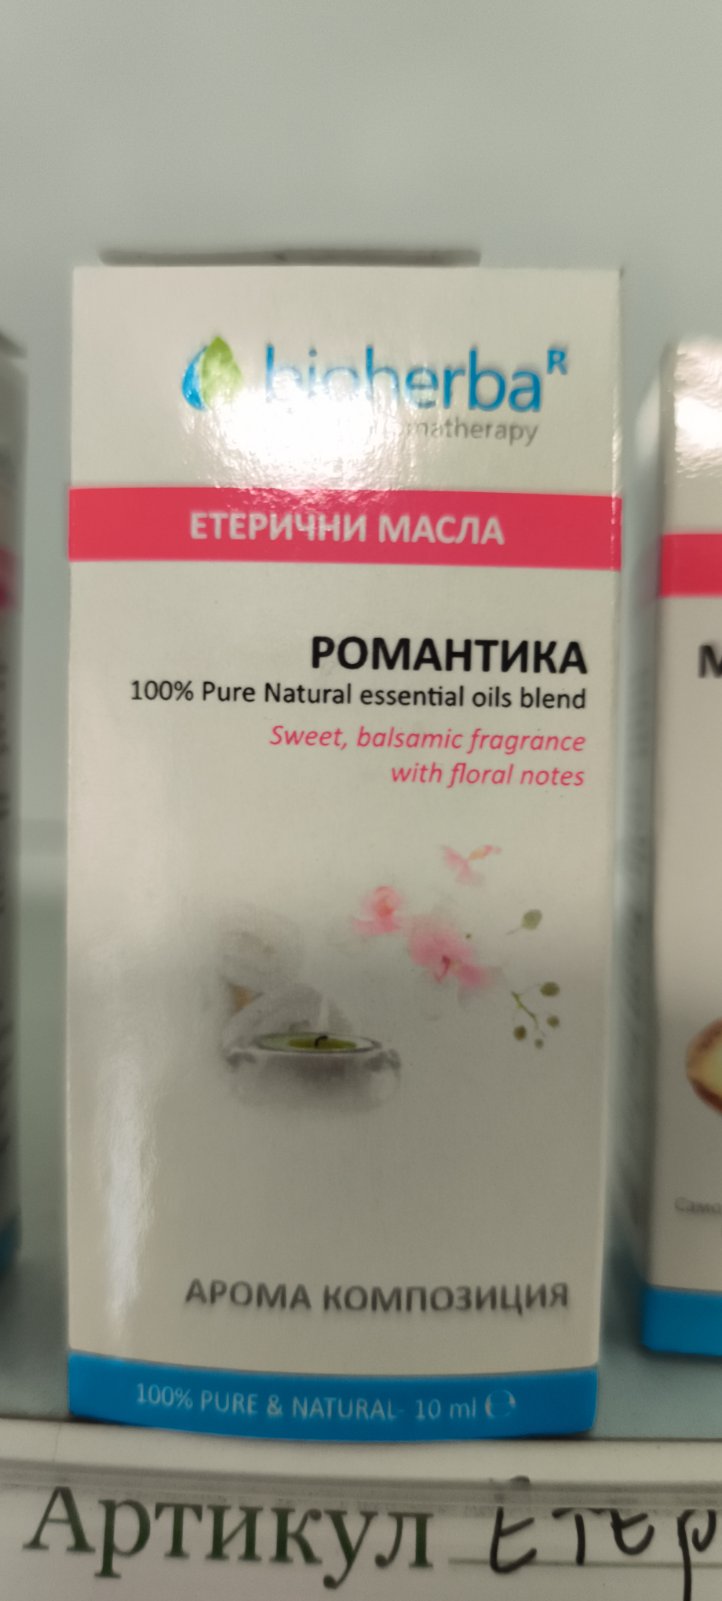 bioherbaR
ЕТЕРИЧНИ МАСЛА
РОМАНТИКА
100% Pure Natural essential oils blend
Sweet, balsamic fragrance
with floral notes
АРОМА КОМПОЗИЦИЯ
100% PURE & NATURAL- 10 ml ℮
Артикул